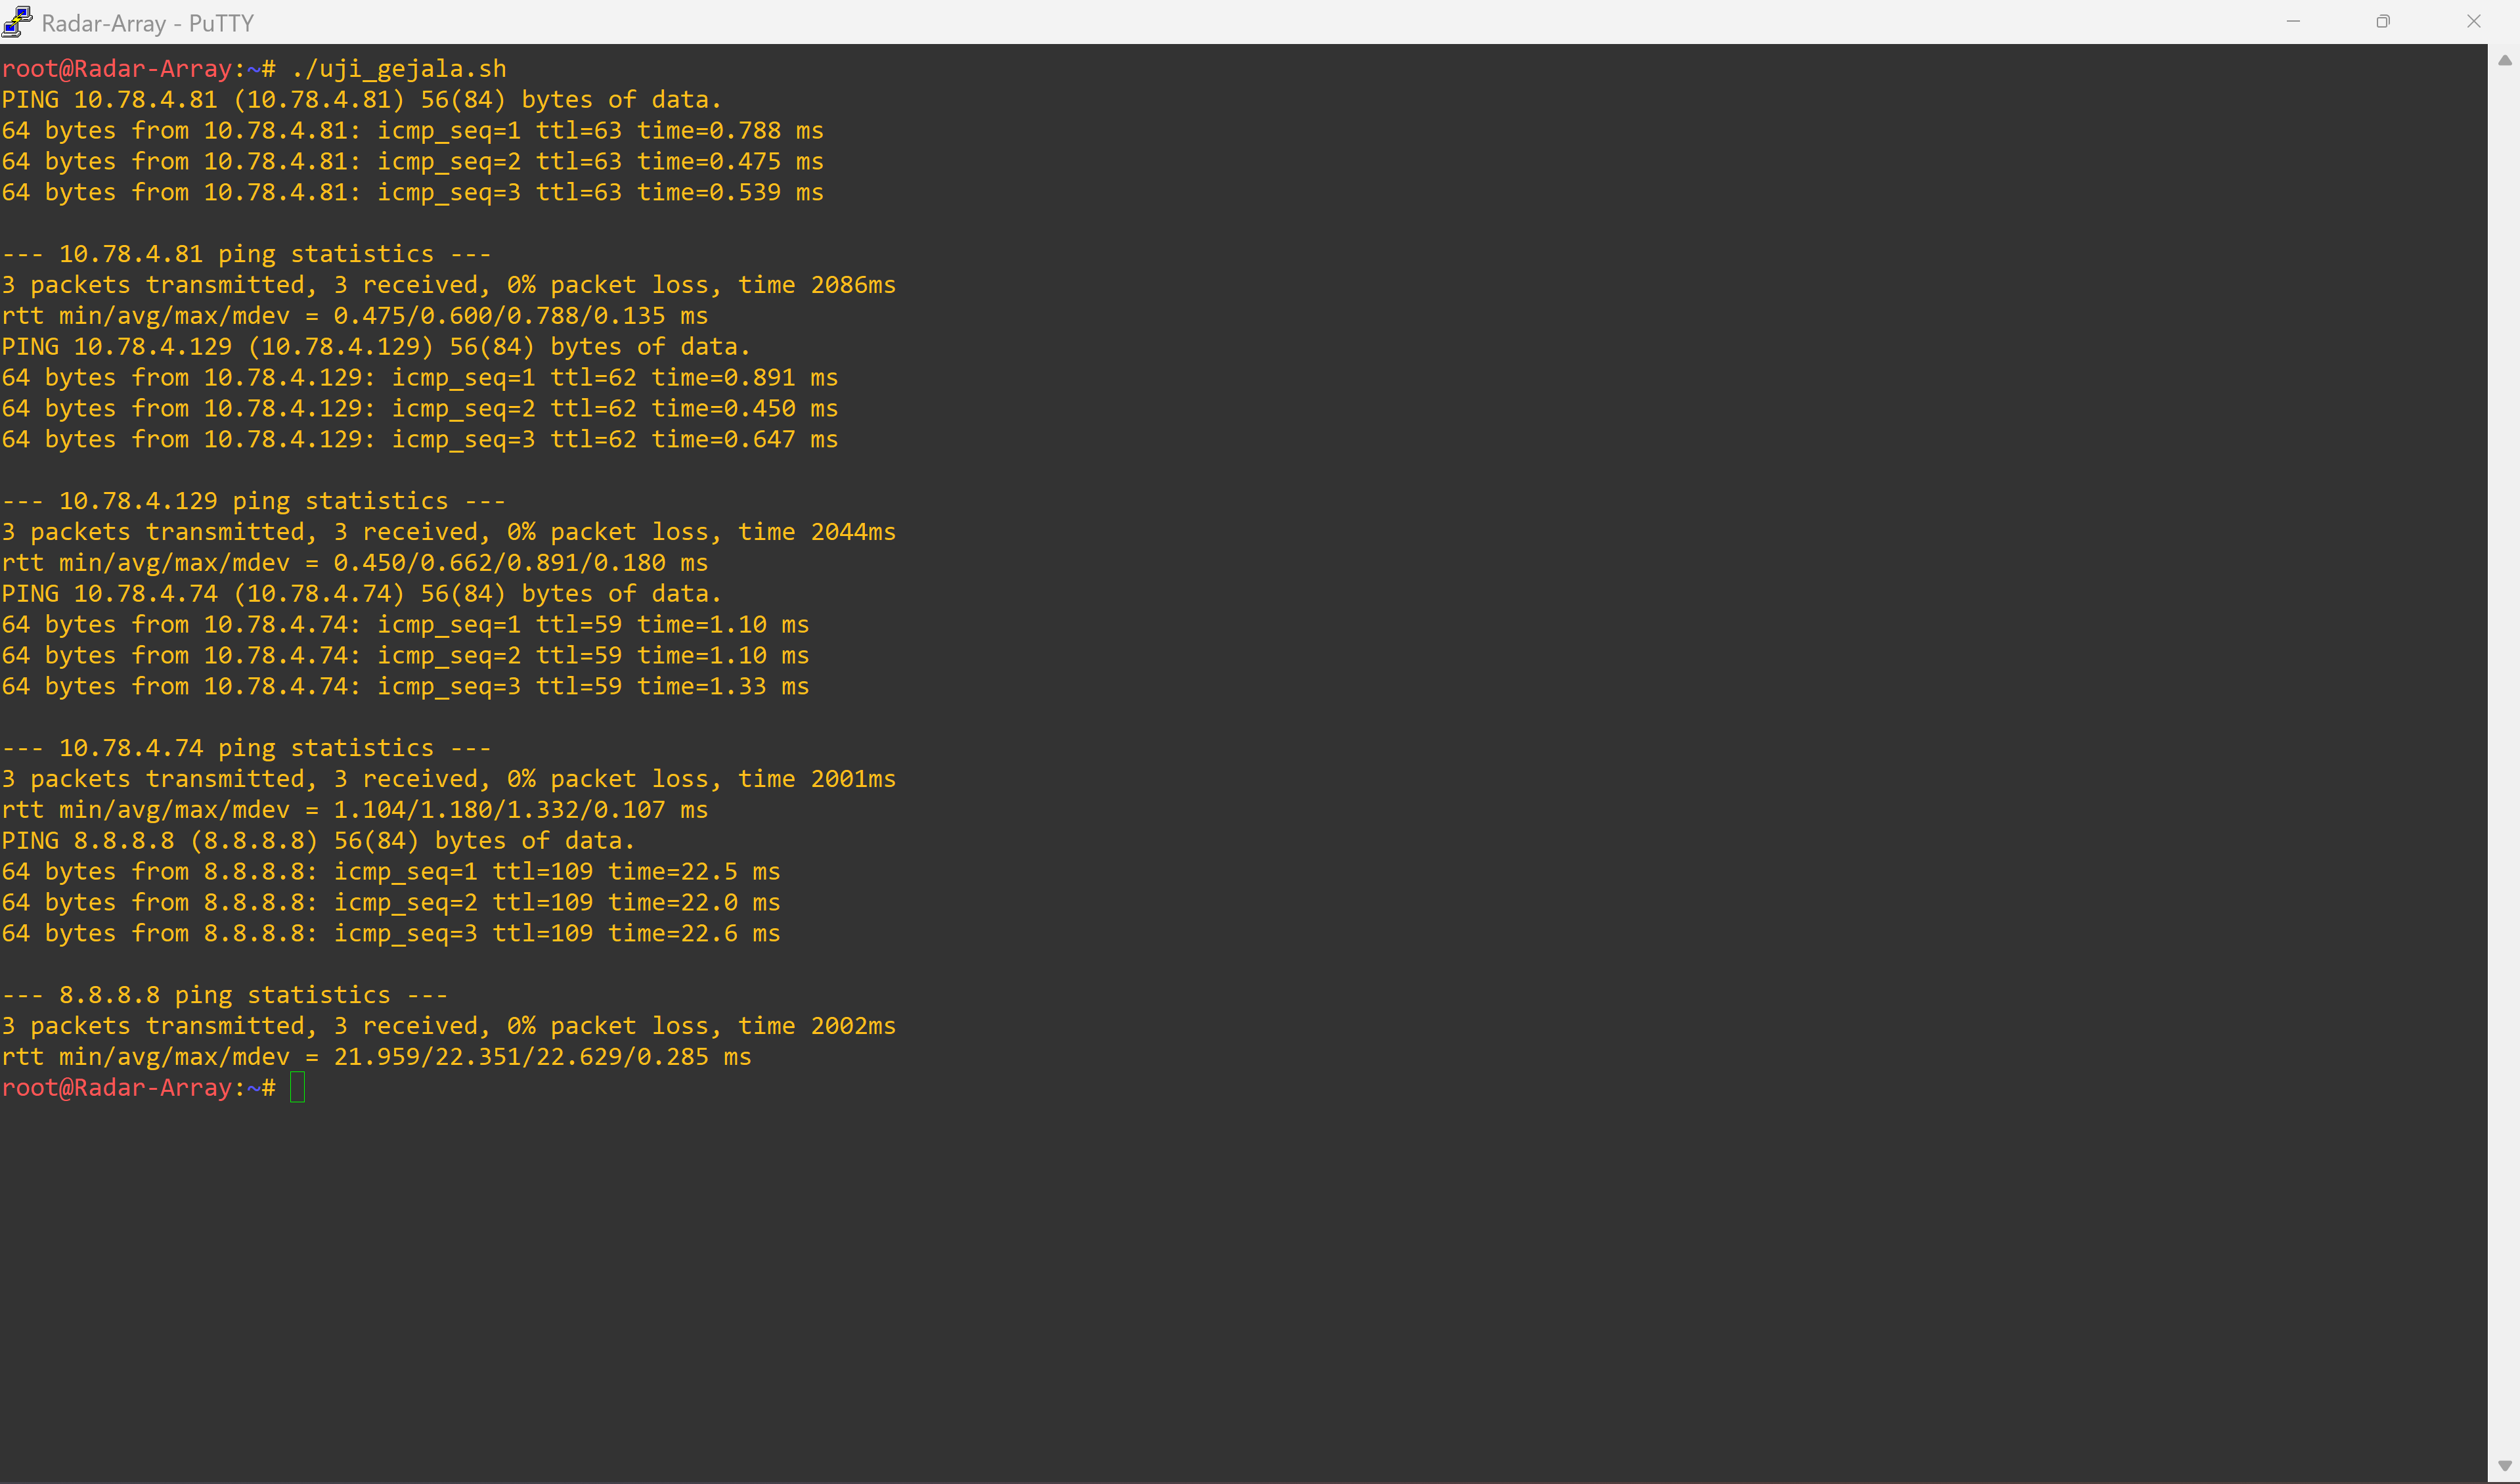 Radar-Array - PuTTY
root@Radar-Array:~# ./uji_gejala.sh
PING 10.78.4.81 (10.78.4.81) 56(84) bytes of data.
64 bytes from 10.78.4.81: icmp_seq=1 ttl=63 time=0.788 ms
64 bytes from 10.78.4.81: icmp_seq=2 ttl=63 time=0.475 ms
64 bytes from 10.78.4.81: icmp_seq=3 ttl=63 time=0.539 ms
--- 10.78.4.81 ping statistics ---
3 packets transmitted, 3 received, 0% packet loss, time 2086ms
rtt min/avg/max/mdev = 0.475/0.600/0.788/0.135 ms
PING 10.78.4.129 (10.78.4.129) 56(84) bytes of data.
64 bytes from 10.78.4.129: icmp_seq=1 ttl=62 time=0.891 ms
64 bytes from 10.78.4.129: icmp_seq=2 ttl=62 time=0.450 ms
64 bytes from 10.78.4.129: icmp_seq=3 ttl=62 time=0.647 ms
--- 10.78.4.129 ping statistics ---
3 packets transmitted, 3 received, 0% packet loss, time 2044ms
rtt min/avg/max/mdev = 0.450/0.662/0.891/0.180 ms
PING 10.78.4.74 (10.78.4.74) 56(84) bytes of data.
64 bytes from 10.78.4.74: icmp_seq=1 ttl=59 time=1.10 ms
64 bytes from 10.78.4.74: icmp_seq=2 ttl=59 time=1.10 ms
64 bytes from 10.78.4.74: icmp_seq=3 ttl=59 time=1.33 ms
--- 10.78.4.74 ping statistics ---
3 packets transmitted, 3 received, 0% packet loss, time 2001ms
rtt min/avg/max/mdev = 1.104/1.180/1.332/0.107 ms
PING 8.8.8.8 (8.8.8.8) 56(84) bytes of data.
64 bytes from 8.8.8.8: icmp_seq=1 ttl=109 time=22.5 ms
64 bytes from 8.8.8.8: icmp_seq=2 ttl=109 time=22.0 ms
64 bytes from 8.8.8.8: icmp_seq=3 ttl=109 time=22.6 ms
--- 8.8.8.8 ping statistics ---
3 packets transmitted, 3 received, 0% packet loss, time 2002ms
rtt min/avg/max/mdev = 21.959/22.351/22.629/0.285 ms
root@Radar-Array:~#